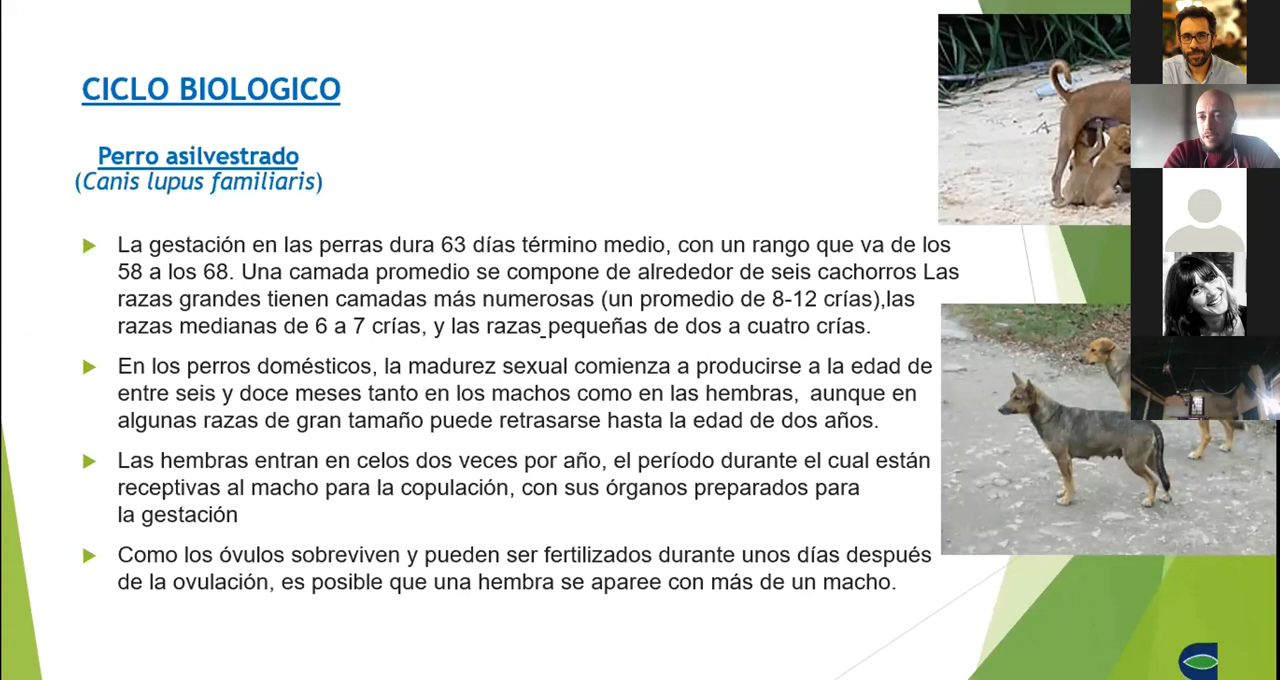 CICLO BIOLOGICO
Perro asilvestrado
(Canis lupus familiaris)
La gestación en las perras dura 63 días término medio, con un rango que va de los
58 a los 68. Una camada promedio se compone de alrededor de seis cachorros Las
razas grandes tienen camadas más numerosas (un promedio de 8-12 crías),las
razas medianas de 6 a 7 crías, y las razas pequeñas de dos a cuatro crías.
En los perros domésticos, la madurez sexual comienza a producirse a la edad de
entre seis y doce meses tanto en los machos como en las hembras, aunque en
algunas razas de gran tamaño puede retrasarse hasta la edad de dos años.
Las hembras entran en celos dos veces por año, el período durante el cual están
receptivas al macho para la copulación, con sus órganos preparados para
la gestación
Como los óvulos sobreviven y pueden ser fertilizados durante unos días después
de la ovulación, es posible que una hembra se aparee con más de un macho.